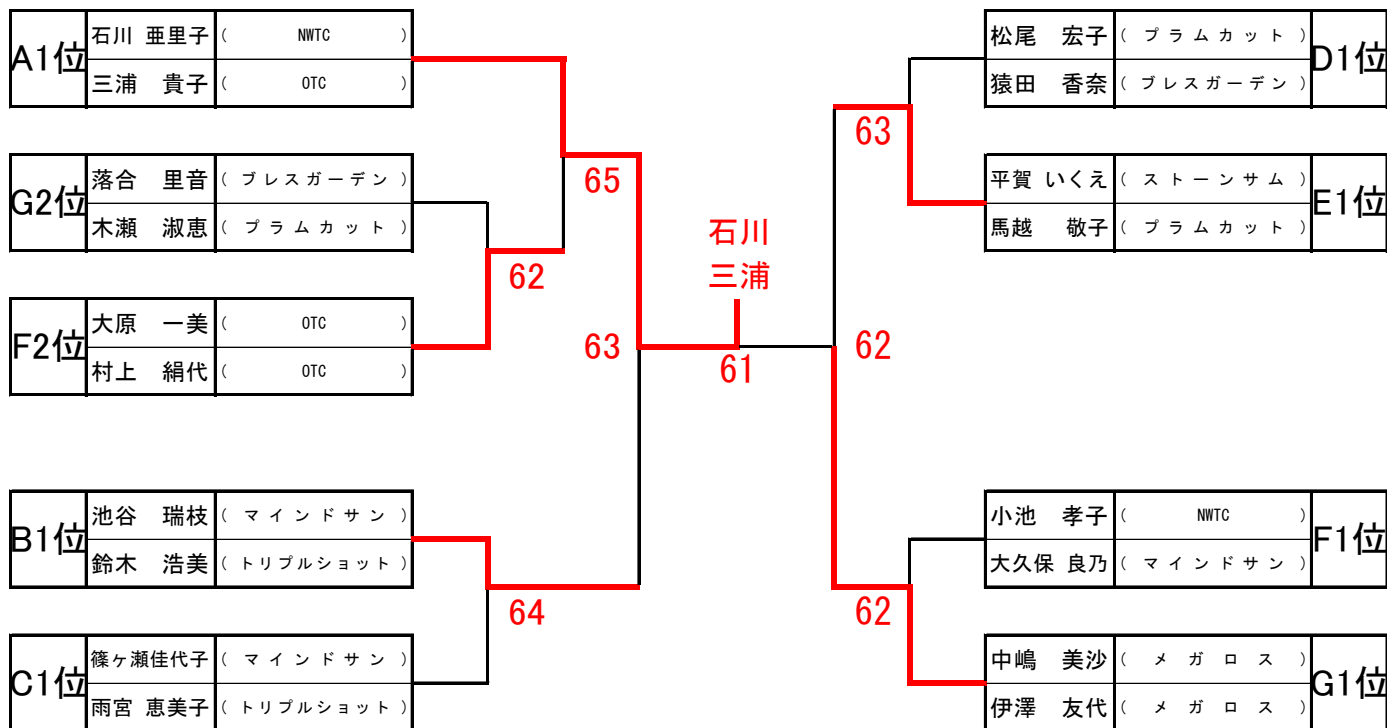 A1位
石川 亜里子 ( NWTC )
三浦 貴子 ( OTC )
G2位
落合 里音 ( ブレスガーデン )
木瀬 淑恵 ( プラムカット )
F2位
大原 一美 ( OTC )
村上 絹代 ( OTC )
B1位
池谷 瑞枝 ( マインドサン )
鈴木 浩美 ( トリプルショット )
C1位
篠ヶ瀬佳代子 ( マインドサン )
雨宮 恵美子 ( トリプルショット )
65
62
63
64
石川
三浦
61
63
62
62
松尾 宏子 ( プラムカット )
猿田 香奈 ( ブレスガーデン )
D1位
平賀 いくえ ( ストーンサム )
馬越 敬子 ( プラムカット )
E1位
小池 孝子 ( NWTC )
大久保 良乃 ( マインドサン )
F1位
中嶋 美沙 ( メガロス )
伊澤 友代 ( メガロス )
G1位